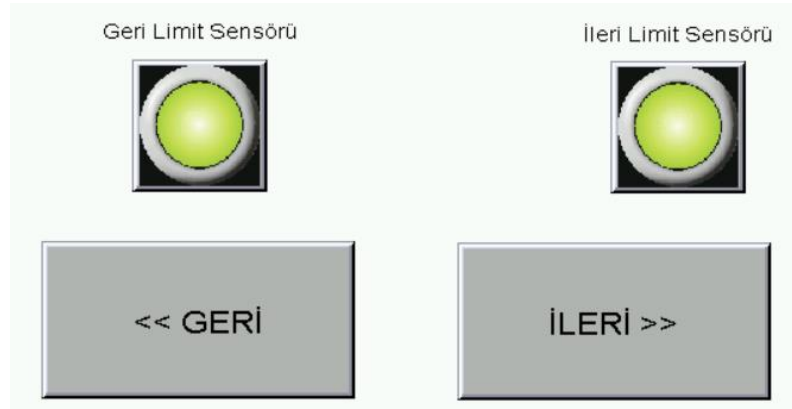 Geri Limit Sensörü
İleri Limit Sensörü
<< GERİ
İLERİ >>